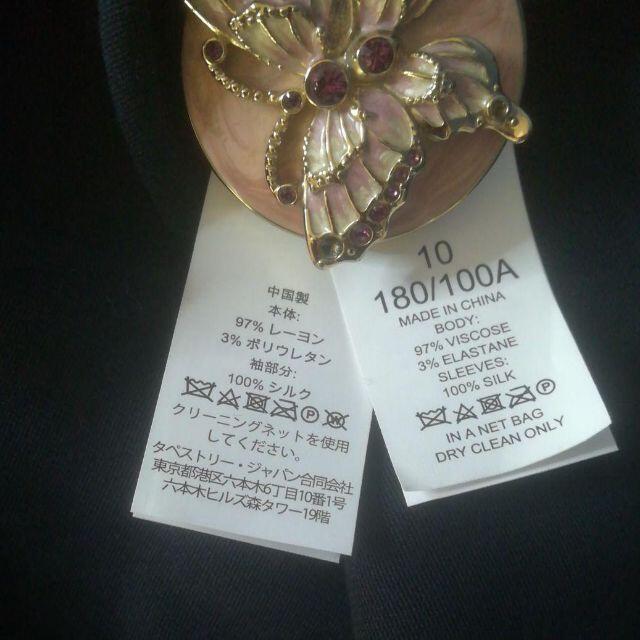 中国製
本体:
97% レーヨン
3% ポリウレタン
袖部分:
100% シルク
クリーニングネットを使用
してください。
タペストリー・ジャパン合同会社
東京都港区六本木6丁目10番1号
六本木ヒルズ森タワー19階
10
180/100A
MADE IN CHINA
BODY:
97% VISCOSE
3% ELASTANE
SLEEVES:
100% SILK
IN A NET BAG
DRY CLEAN ONLY